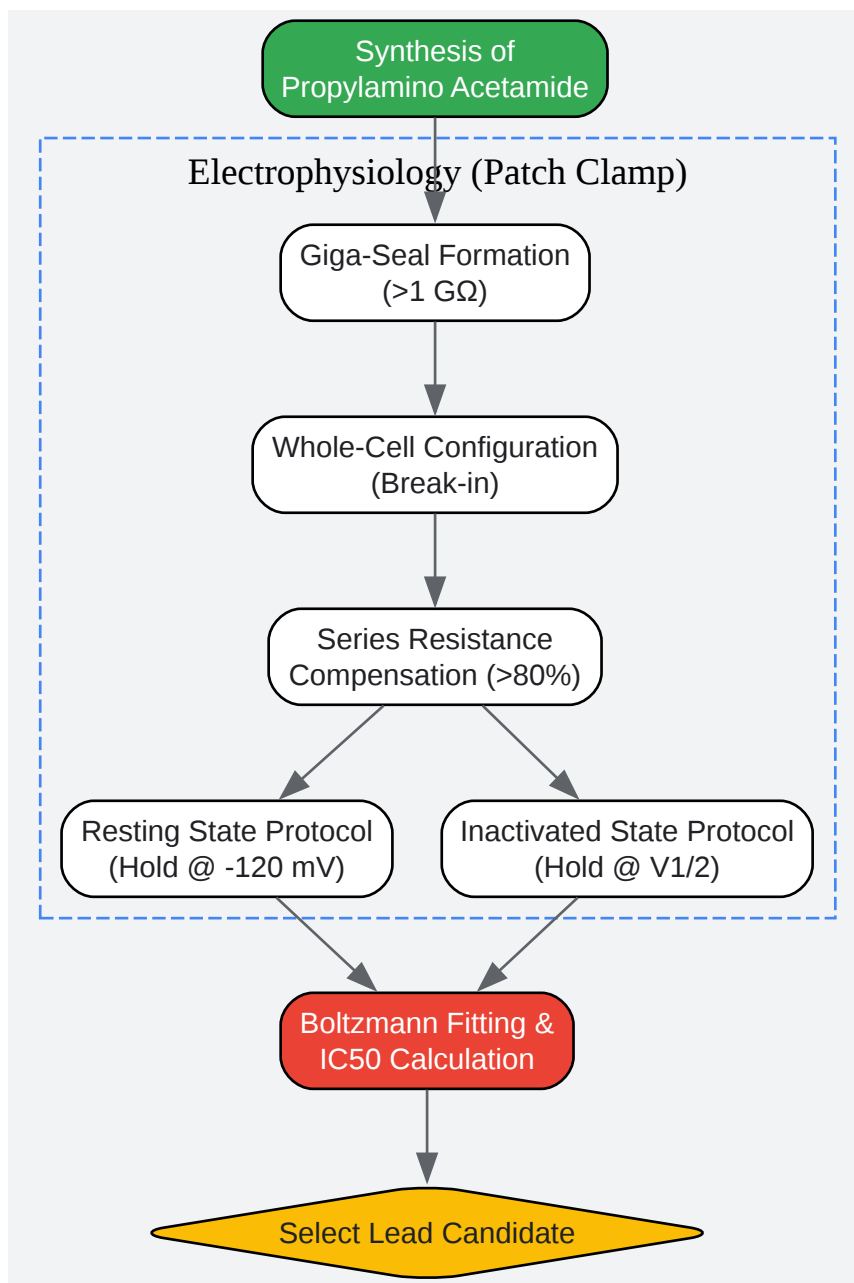 Synthesis of
Propylamino Acetamide
Electrophysiology (Patch Clamp)
Giga-Seal Formation
(>1 GΩ)
Whole-Cell Configuration
(Break-in)
Series Resistance
Compensation (>80%)
Resting State Protocol
(Hold @ -120 mV)
Inactivated State Protocol
(Hold @ V1/2)
Boltzmann Fitting &
IC50 Calculation
Select Lead Candidate